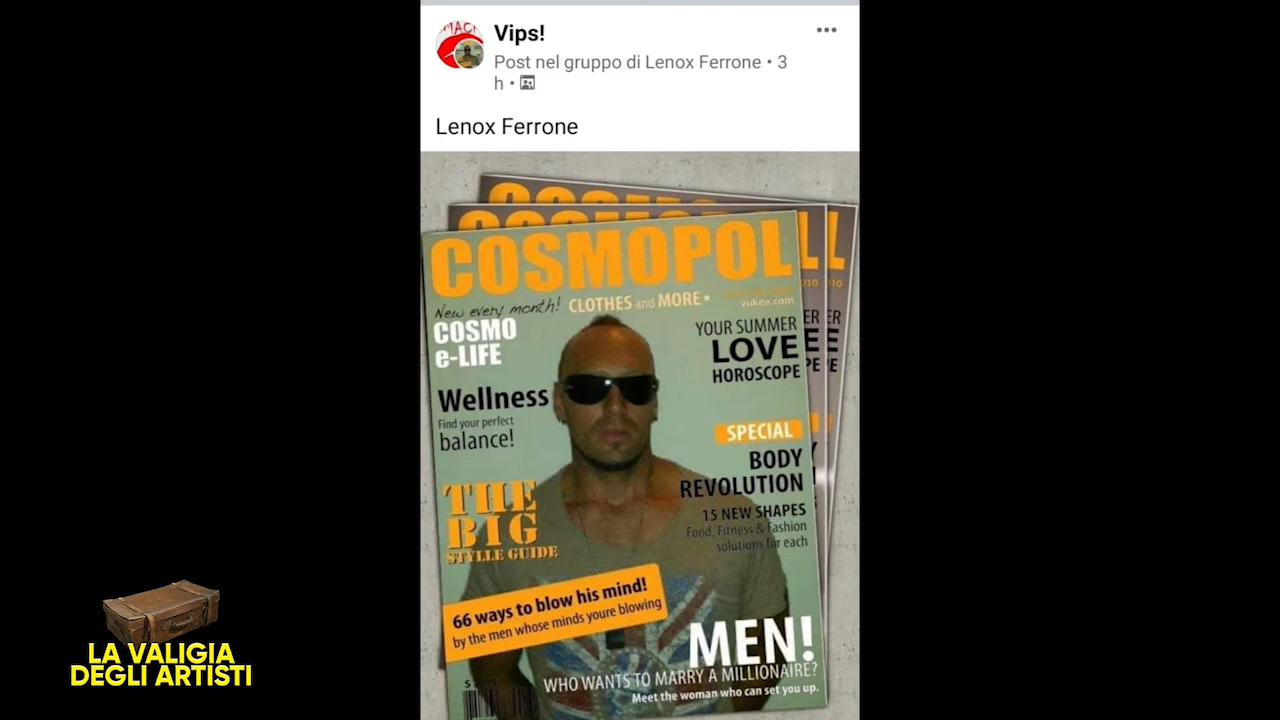 Vips!
Post nel gruppo di Lenox Ferrone • 3
h •
Lenox Ferrone
COSMOPOL
New every month! CLOTHES and MORE
vukee.com
COSMO
e-LIFE
YOUR SUMMER
LOVE
HOROSCOPE
Wellness
Find your perfect
balance!
SPECIAL
BODY
REVOLUTION
15 NEW SHAPES
Food, Fitness & Fashion
solutions for each
THE
BIG
STYLLE GUIDE
66 ways to blow his mind!
by the men whose minds youre blowing
MEN!
WHO WANTS TO MARRY A MILLIONAIRE?
Meet the woman who can set you up.
LA VALIGIA
DEGLI ARTISTI